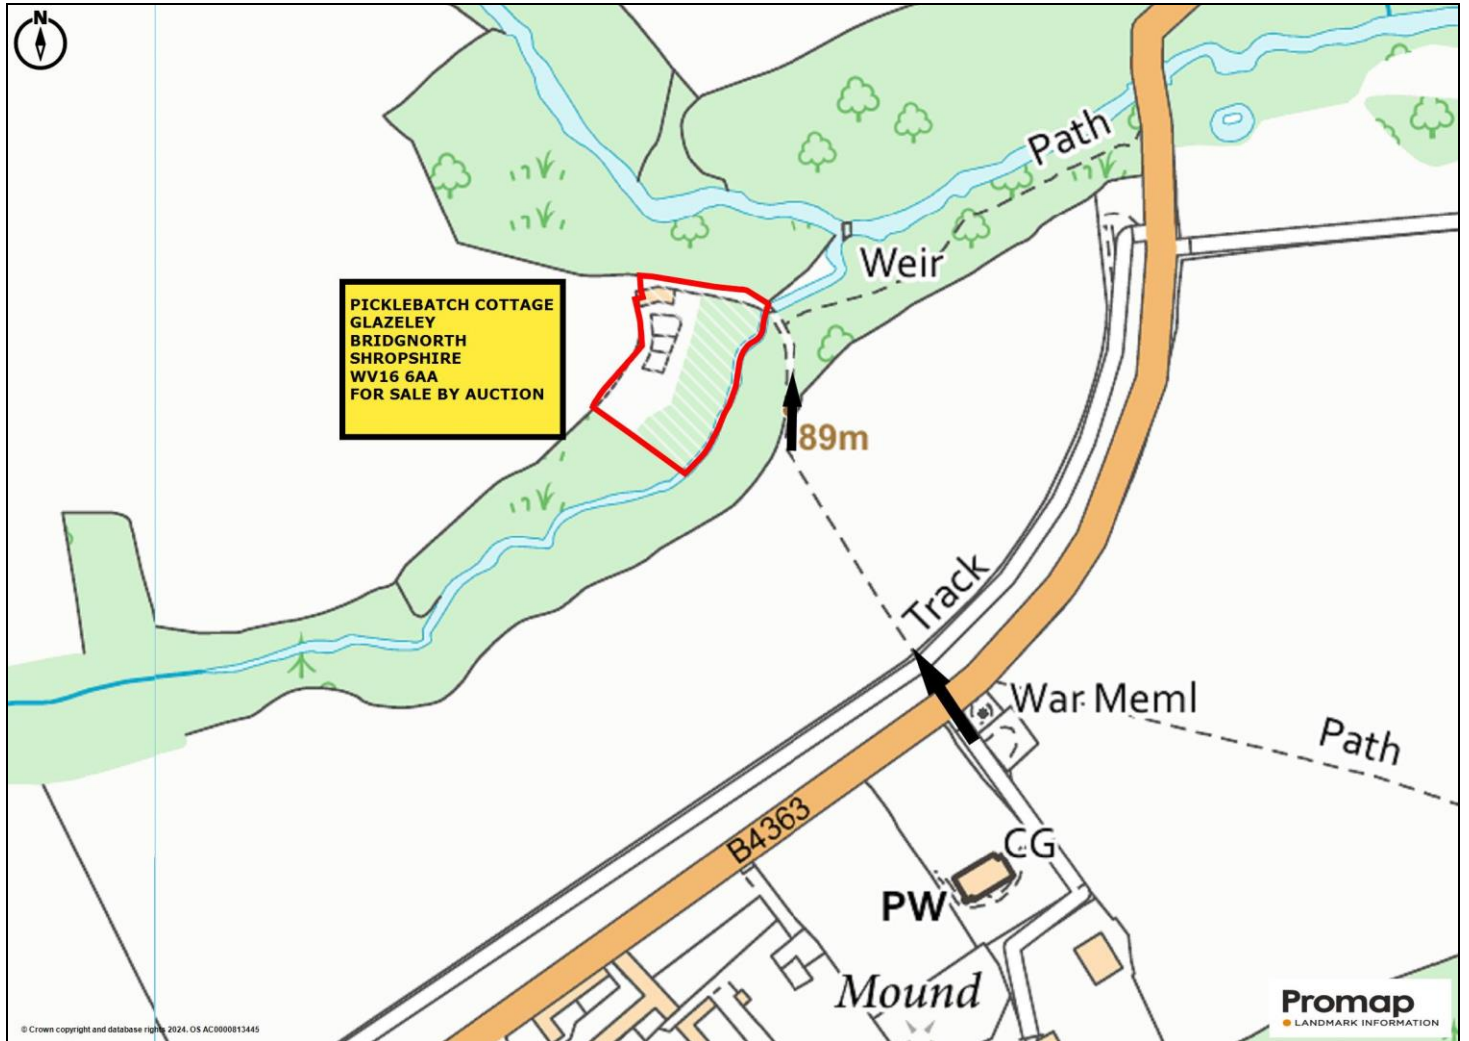 N
Path
Weir
PICKLEBATCH COTTAGE
GLAZELEY
BRIDGNORTH
SHROPSHIRE
WV16 6AA
FOR SALE BY AUCTION
89m
Track
War Meml
Path
B4363
CG
PW
Mound
Promap
LANDMARK INFORMATION
© Crown copyright and database rights 2024. OS AC0000813445